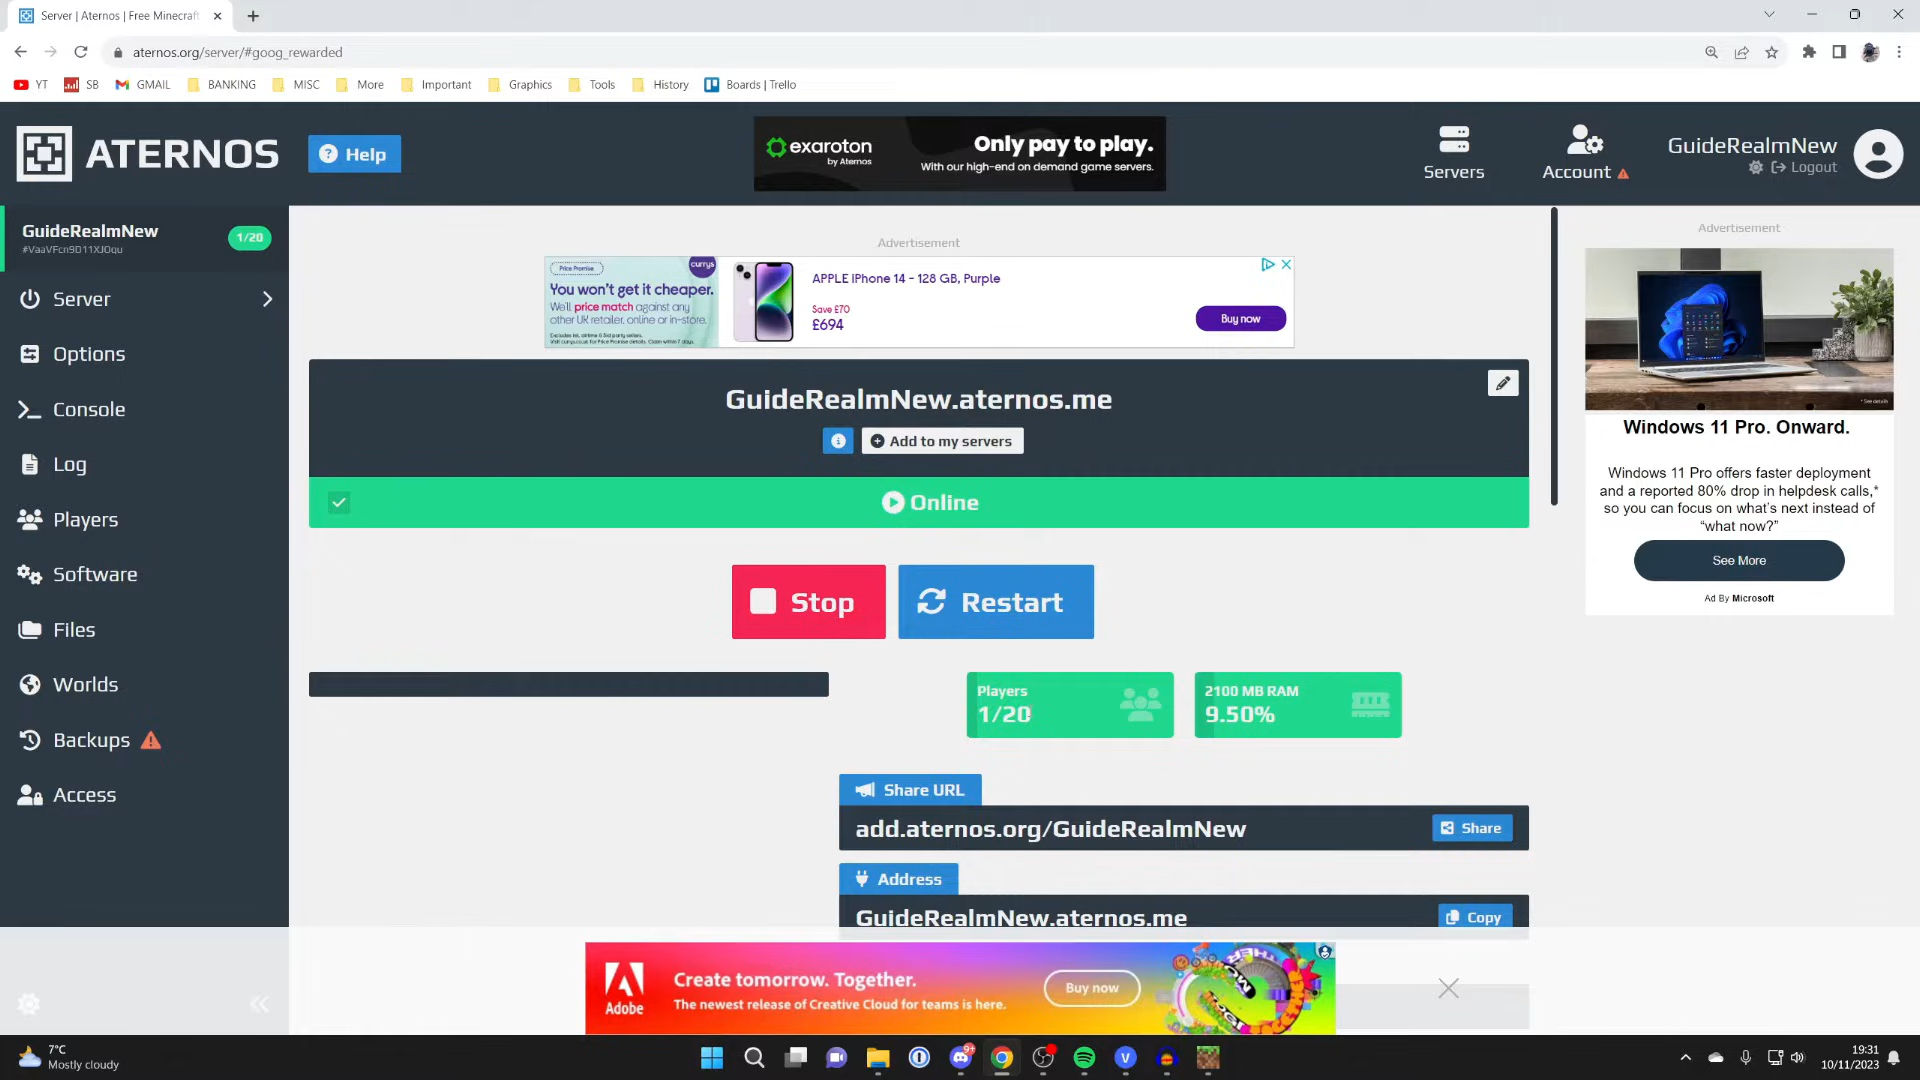 Server | Aternos | Free Minecraft
aternos.org/server/#goog_rewarded
YT
SB
GMAIL
BANKING
MISC
More
Important
Graphics
Tools
History
Boards | Trello
ATERNOS
Help
exaroton
by Aternos
Only pay to play.
With our high-end on demand game servers.
Servers
Account
GuideRealmNew
Logout
GuideRealmNew
#VaaVFcn9D11XJOqu
1/20
Server
Options
Console
Log
Players
Software
Files
Worlds
Backups
Access
Advertisement
Price Promise
currys
You won't get it cheaper.
We'll price match against any
other UK retailer, online or in-store.
APPLE iPhone 14 - 128 GB, Purple
Save £70
£694
Buy now
GuideRealmNew.aternos.me
Add to my servers
Online
Stop
Restart
Players
1/20
2100 MB RAM
9.50%
Share URL
add.aternos.org/GuideRealmNew
Share
Address
GuideRealmNew.aternos.me
Copy
Advertisement
* See details
Windows 11 Pro. Onward.
Windows 11 Pro offers faster deployment
and a reported 80% drop in helpdesk calls,*
so you can focus on what's next instead of
"what now?"
See More
Ad By Microsoft
Adobe
Create tomorrow. Together.
The newest release of Creative Cloud for teams is here.
Buy now
7°C
Mostly cloudy
9+
19:31
10/11/2023